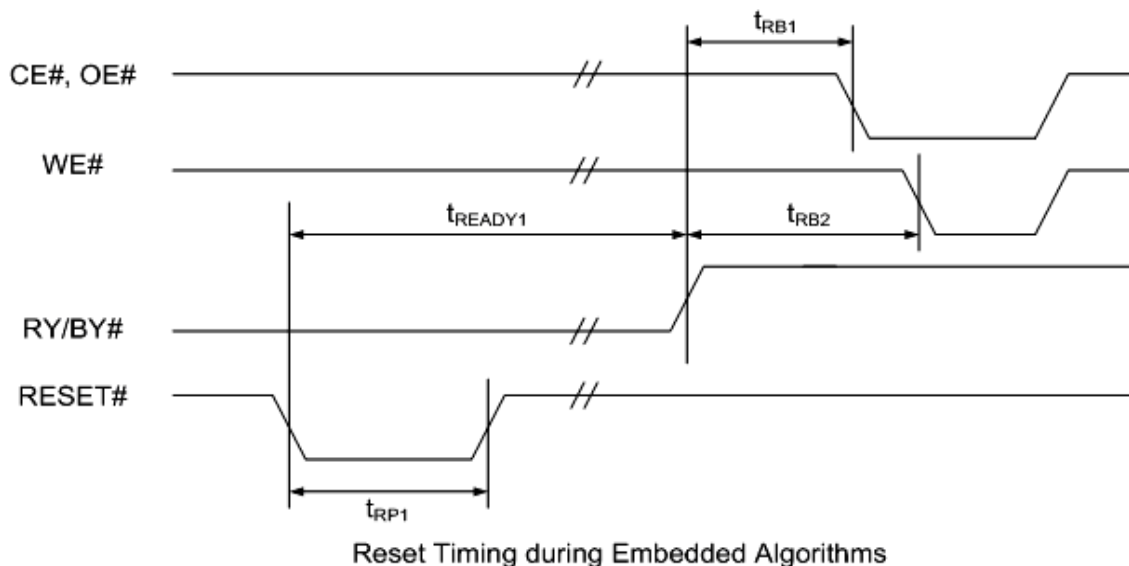 tRB1
CE#, OE#
WE#
tREADY1
tRB2
RY/BY#
RESET#
tRP1
Reset Timing during Embedded Algorithms